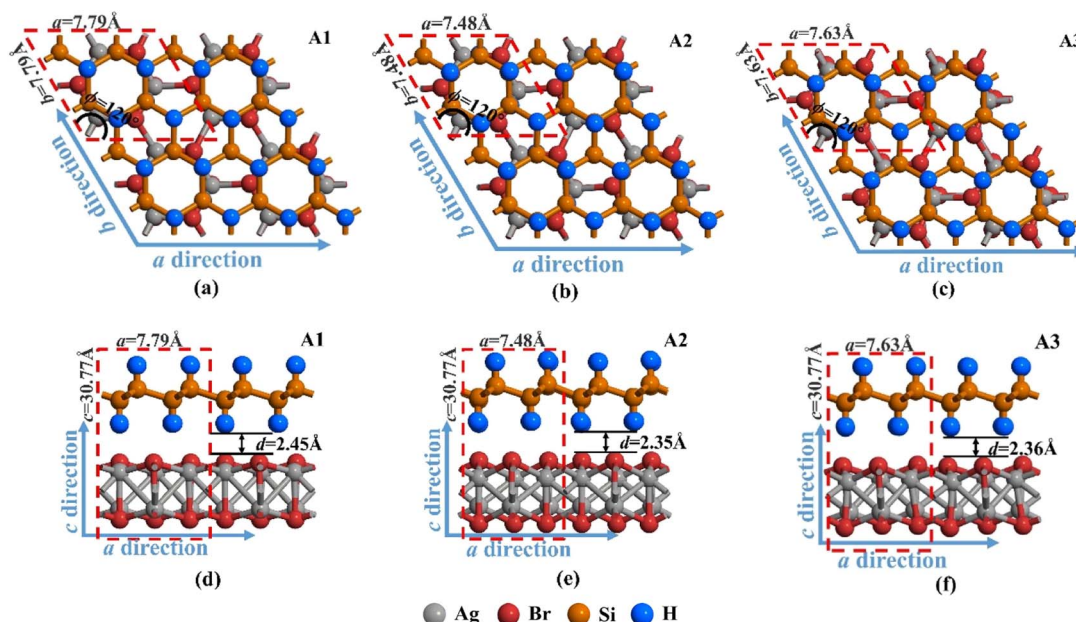 a=7.79Å
A1
b=7.79Å
ϕ=120°
b direction
a direction
(a)
a=7.48Å
A2
b=7.48Å
ϕ=120°
b direction
a direction
(b)
a=7.63Å
A3
b=7.63Å
ϕ=120°
b direction
a direction
(c)
a=7.79Å
A1
c=30.77Å
d=2.45Å
c direction
a direction
(d)
a=7.48Å
A2
c=30.77Å
d=2.35Å
c direction
a direction
(e)
a=7.63Å
A3
c=30.77Å
d=2.36Å
c direction
a direction
(f)
Ag Br Si H